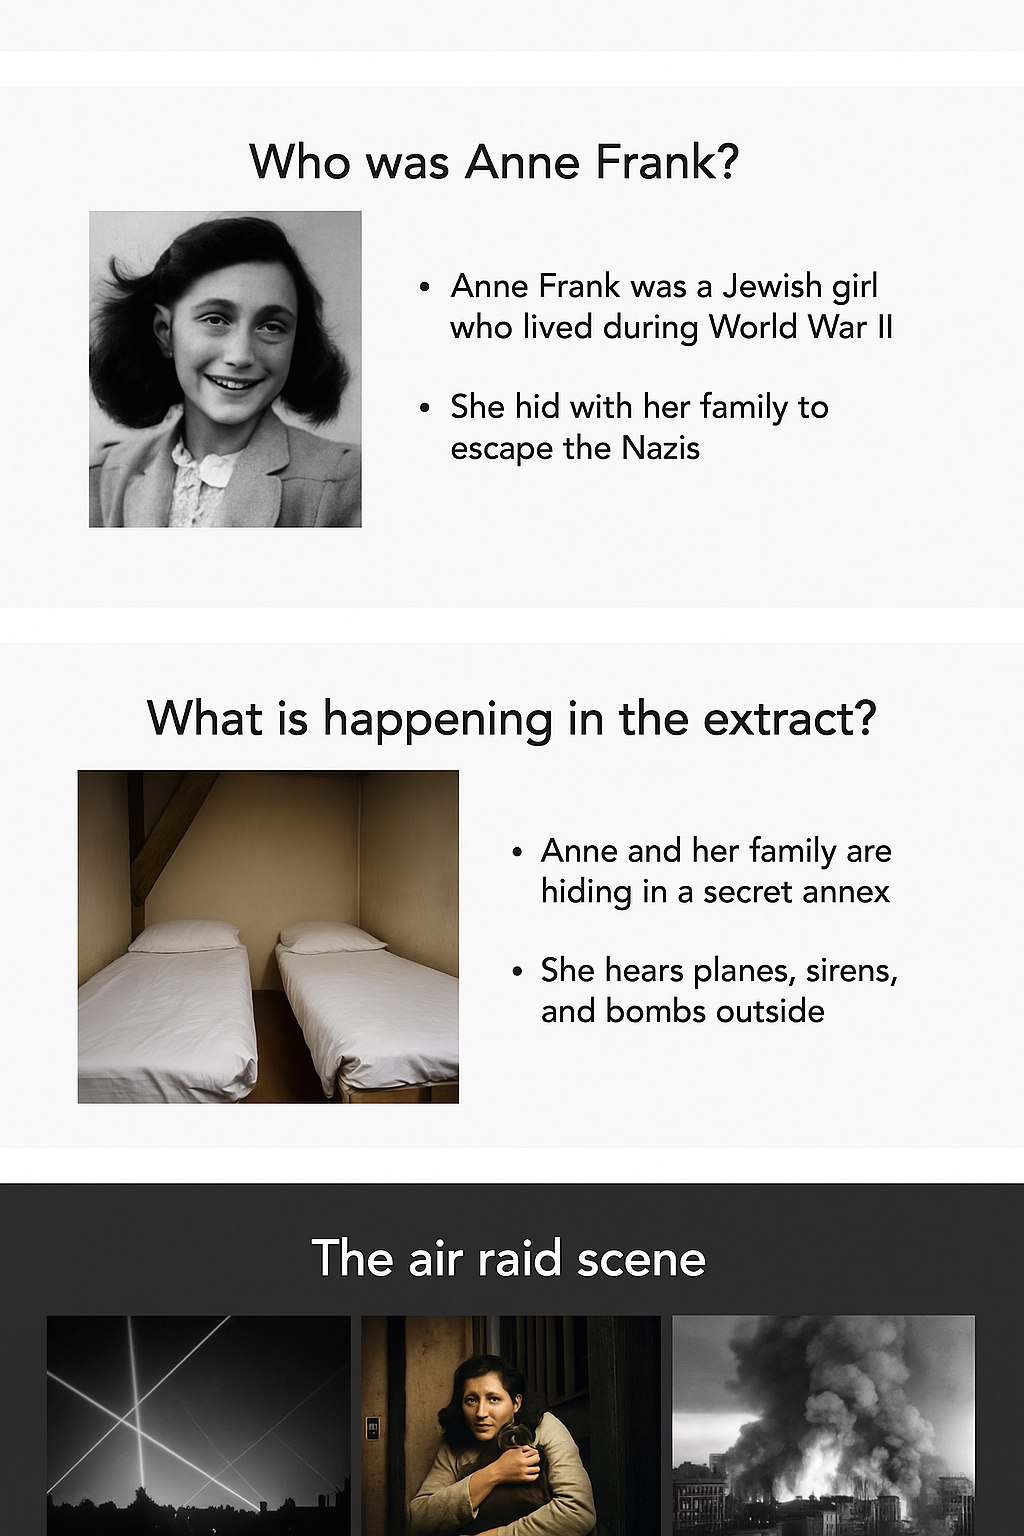 Who was Anne Frank?
• Anne Frank was a Jewish girl
who lived during World War II
• She hid with her family to
escape the Nazis
What is happening in the extract?
• Anne and her family are
hiding in a secret annex
• She hears planes, sirens,
and bombs outside
The air raid scene